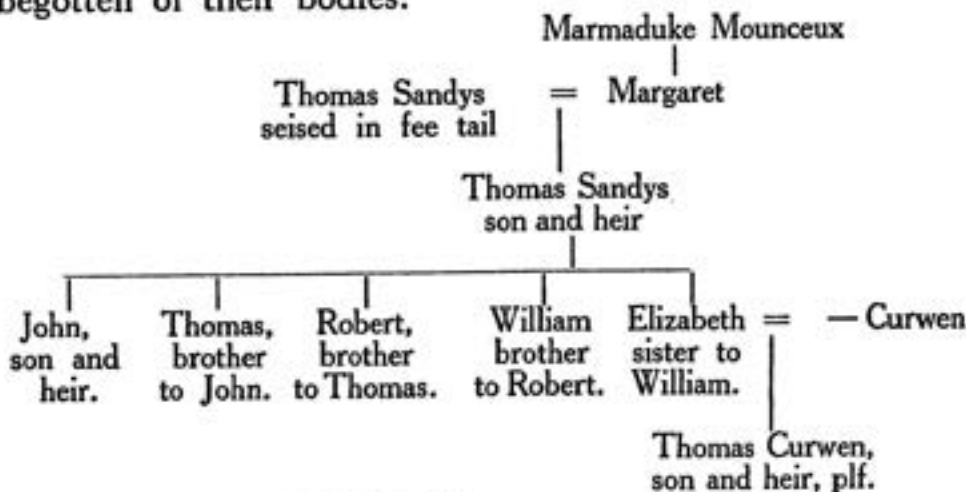 begotten of their bodies.
Marmaduke Mounceux
Thomas Sandys = Margaret
seised in fee tail
Thomas Sandys
son and heir
John, Thomas, Robert, William Elizabeth = — Curwen
son and brother brother brother sister to
heir. to John. to Thomas. to Robert. William.
Thomas Curwen,
son and heir, plf.